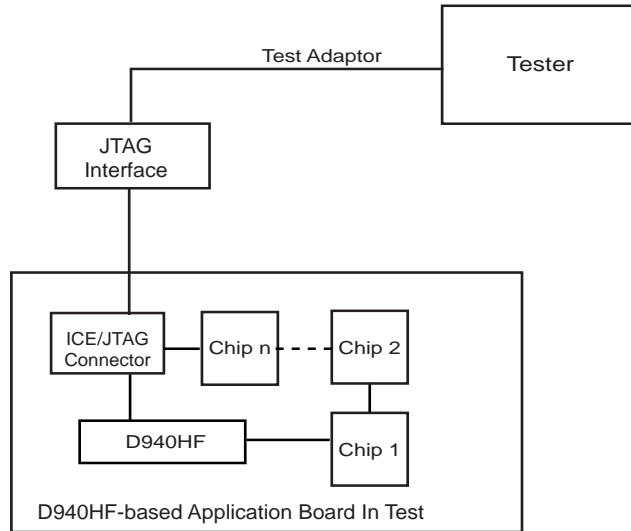 Test Adaptor
Tester
JTAG
Interface
ICE/JTAG
Connector
Chip n
Chip 2
D940HF
Chip 1
D940HF-based Application Board In Test